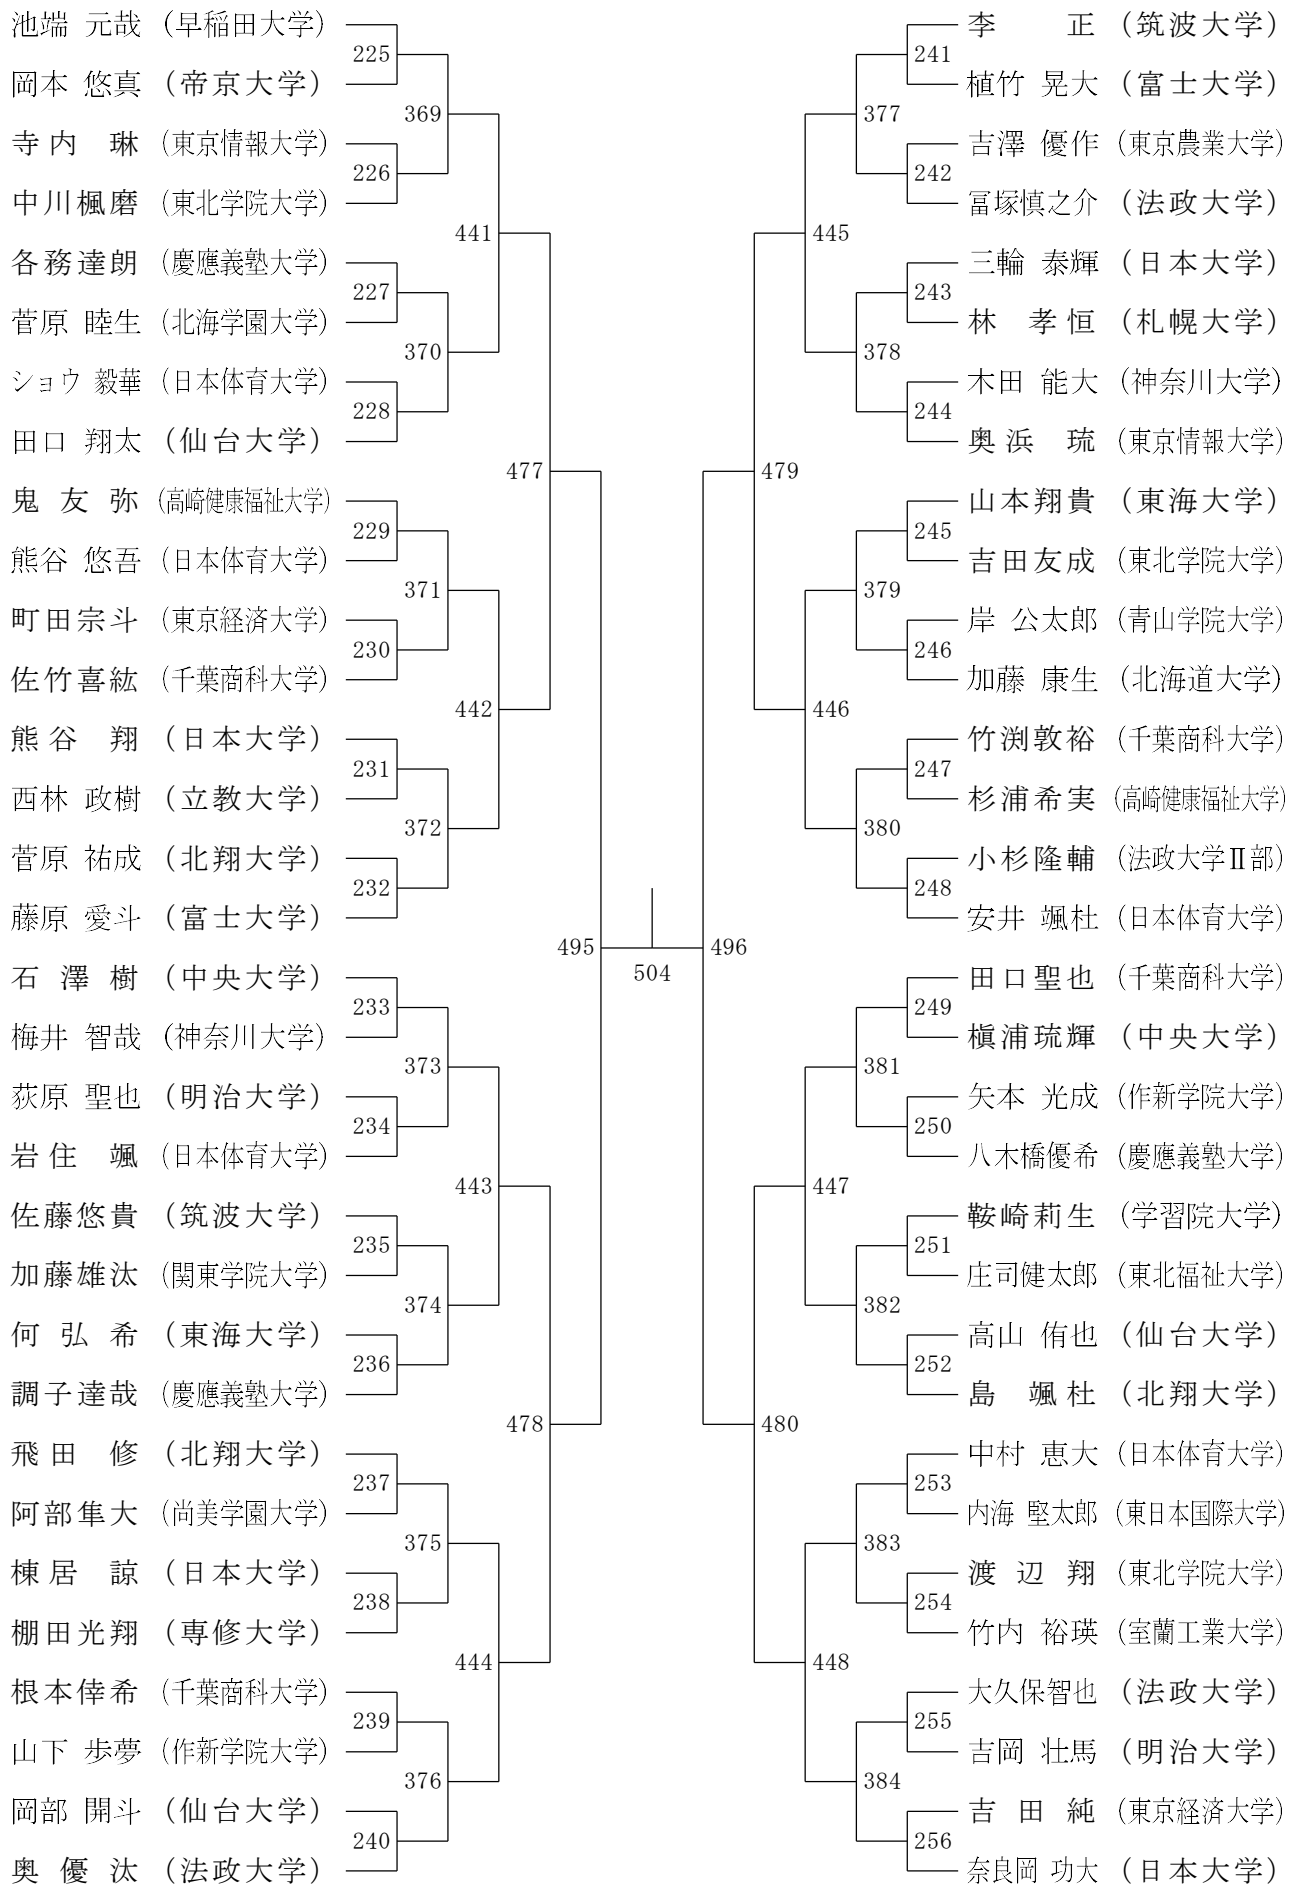 池端 元哉 (早稲田大学)
225
岡本 悠真 (帝京大学)
369
寺内 琳 (東京情報大学)
226
中川楓磨 (東北学院大学)
441
各務達朗 (慶應義塾大学)
227
菅原 睦生 (北海学園大学)
370
ショウ 毅華 (日本体育大学)
228
田口 翔太 (仙台大学)
477
鬼 友弥 (高崎健康福祉大学)
229
熊谷 悠吾 (日本体育大学)
371
町田宗斗 (東京経済大学)
230
佐竹喜紘 (千葉商科大学)
442
熊谷 翔 (日本大学)
231
西林 政樹 (立教大学)
372
菅原 祐成 (北翔大学)
232
藤原 愛斗 (富士大学)
495
石澤樹 (中央大学)
233
梅井 智哉 (神奈川大学)
373
荻原 聖也 (明治大学)
234
岩住 颯 (日本体育大学)
443
佐藤悠貴 (筑波大学)
235
加藤雄汰 (関東学院大学)
374
何弘希 (東海大学)
236
調子達哉 (慶應義塾大学)
478
飛田 修 (北翔大学)
237
阿部隼大 (尚美学園大学)
375
棟居 諒 (日本大学)
238
棚田光翔 (専修大学)
444
根本倖希 (千葉商科大学)
239
山下 歩夢 (作新学院大学)
376
岡部 開斗 (仙台大学)
240
奥優汰 (法政大学)
504
李 正 (筑波大学)
241
植竹 晃大 (富士大学)
377
吉澤 優作 (東京農業大学)
242
冨塚慎之介 (法政大学)
445
三輪 泰輝 (日本大学)
243
林 孝恒 (札幌大学)
378
木田 能大 (神奈川大学)
244
奥浜 琉 (東京情報大学)
479
山本翔貴 (東海大学)
245
吉田友成 (東北学院大学)
379
岸 公太郎 (青山学院大学)
246
加藤 康生 (北海道大学)
446
竹渕敦裕 (千葉商科大学)
247
杉浦希実 (高崎健康福祉大学)
380
小杉隆輔 (法政大学Ⅱ部)
248
安井 颯杜 (日本体育大学)
496
田口聖也 (千葉商科大学)
249
槇浦琉輝 (中央大学)
381
矢本 光成 (作新学院大学)
250
八木橋優希 (慶應義塾大学)
447
鞍崎莉生 (学習院大学)
251
庄司健太郎 (東北福祉大学)
382
高山 侑也 (仙台大学)
252
島 颯杜 (北翔大学)
480
中村 恵大 (日本体育大学)
253
内海 堅太郎 (東日本国際大学)
383
渡辺翔 (東北学院大学)
254
竹内 裕瑛 (室蘭工業大学)
448
大久保智也 (法政大学)
255
吉岡 壮馬 (明治大学)
384
吉田純 (東京経済大学)
256
奈良岡 功大 (日本大学)